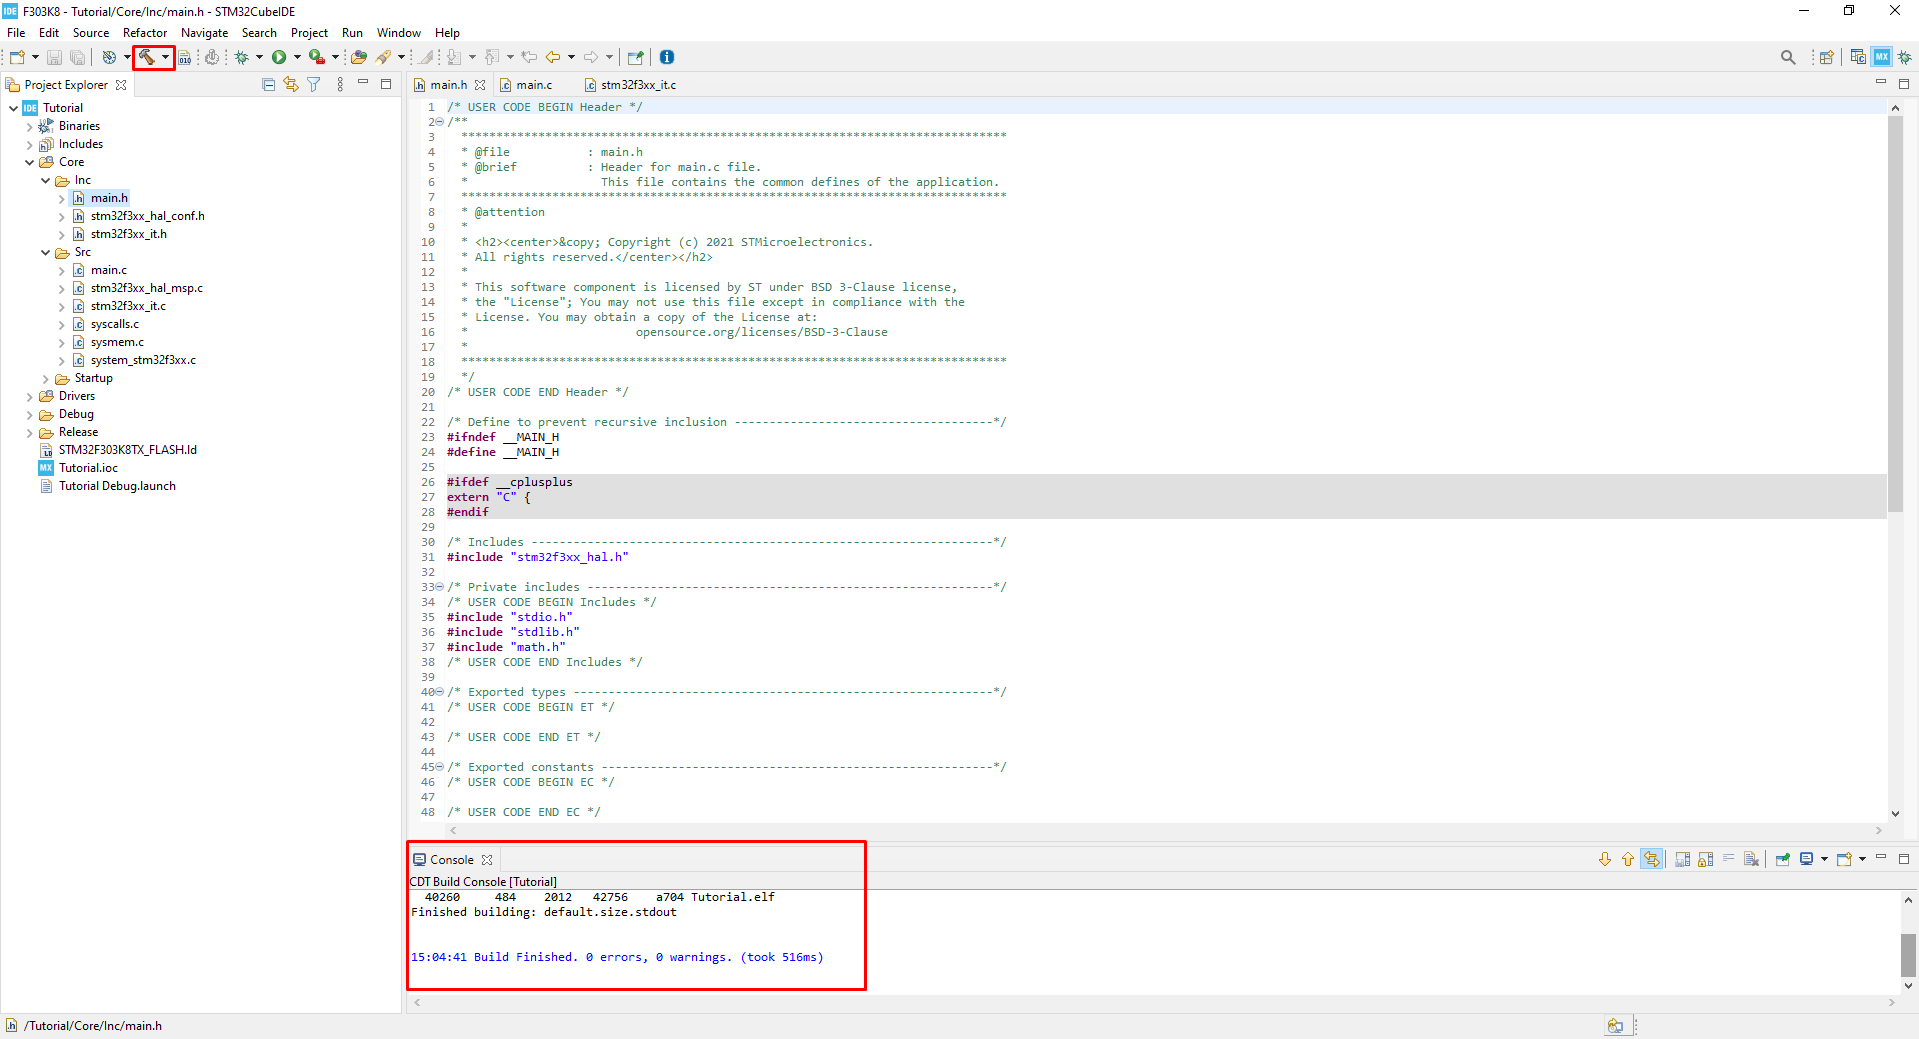 F303K8 - Tutorial/Core/Inc/main.h - STM32CubeIDE
File Edit Source Refactor Navigate Search Project Run Window Help
Project Explorer
Tutorial
Binaries
Includes
Core
Inc
main.h
stm32f3xx_hal_conf.h
stm32f3xx_it.h
Src
main.c
stm32f3xx_hal_msp.c
stm32f3xx_it.c
syscalls.c
sysmem.c
system_stm32f3xx.c
Startup
Drivers
Debug
Release
STM32F303K8TX_FLASH.ld
Tutorial.ioc
Tutorial Debug.launch
main.h main.c stm32f3xx_it.c
1 /* USER CODE BEGIN Header */
2 /**
3 ******************************************************************************
4 * @file : main.h
5 * @brief : Header for main.c file.
6 * This file contains the common defines of the application.
7 ******************************************************************************
8 * @attention
9 *
10 * <h2><center>&copy; Copyright (c) 2021 STMicroelectronics.
11 * All rights reserved.</center></h2>
12 *
13 * This software component is licensed by ST under BSD 3-Clause license,
14 * the "License"; You may not use this file except in compliance with the
15 * License. You may obtain a copy of the License at:
16 * opensource.org/licenses/BSD-3-Clause
17 *
18 ******************************************************************************
19 */
20 /* USER CODE END Header */
21
22 /* Define to prevent recursive inclusion -------------------------------------*/
23 #ifndef __MAIN_H
24 #define __MAIN_H
25
26 #ifdef __cplusplus
27 extern "C" {
28 #endif
29
30 /* Includes ------------------------------------------------------------------*/
31 #include "stm32f3xx_hal.h"
32
33 /* Private includes ----------------------------------------------------------*/
34 /* USER CODE BEGIN Includes */
35 #include "stdio.h"
36 #include "stdlib.h"
37 #include "math.h"
38 /* USER CODE END Includes */
39
40 /* Exported types ------------------------------------------------------------*/
41 /* USER CODE BEGIN ET */
42
43 /* USER CODE END ET */
44
45 /* Exported constants --------------------------------------------------------*/
46 /* USER CODE BEGIN EC */
47
48 /* USER CODE END EC */
Console
CDT Build Console [Tutorial]
40260 484 2012 42756 a704 Tutorial.elf
Finished building: default.size.stdout
15:04:41 Build Finished. 0 errors, 0 warnings. (took 516ms)
/Tutorial/Core/Inc/main.h